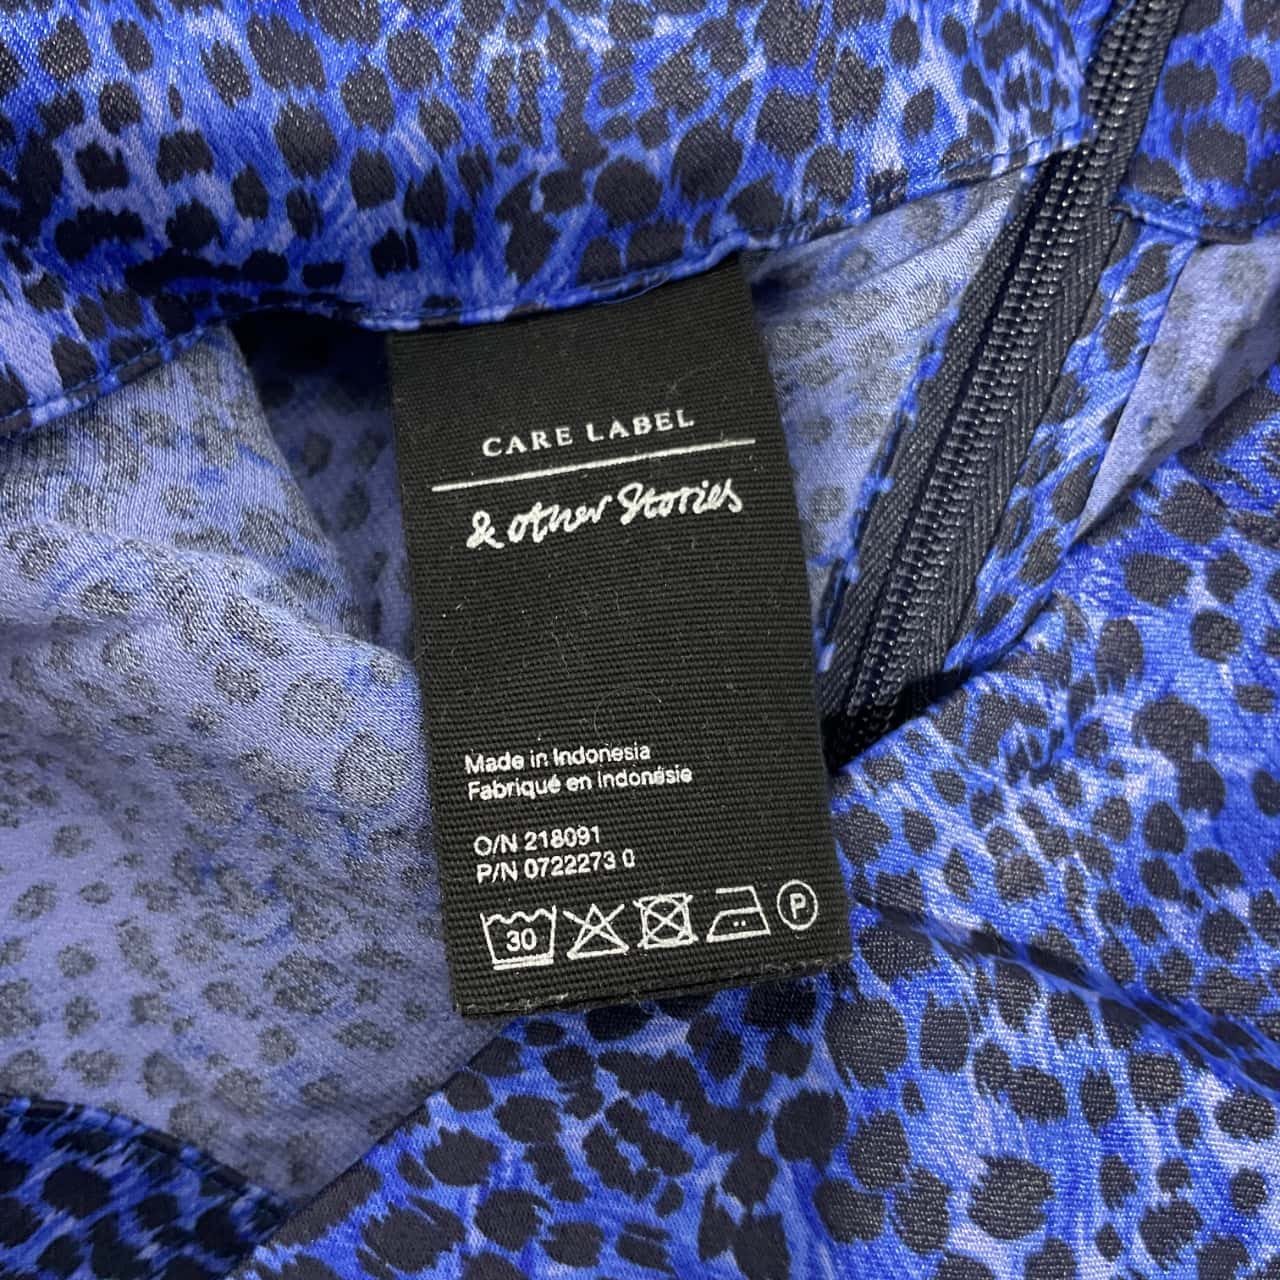 CARE LABEL
& other Stories
Made in Indonesia
Fabriqué en Indonésie
O/N 218091
P/N 0722273 0
30
P